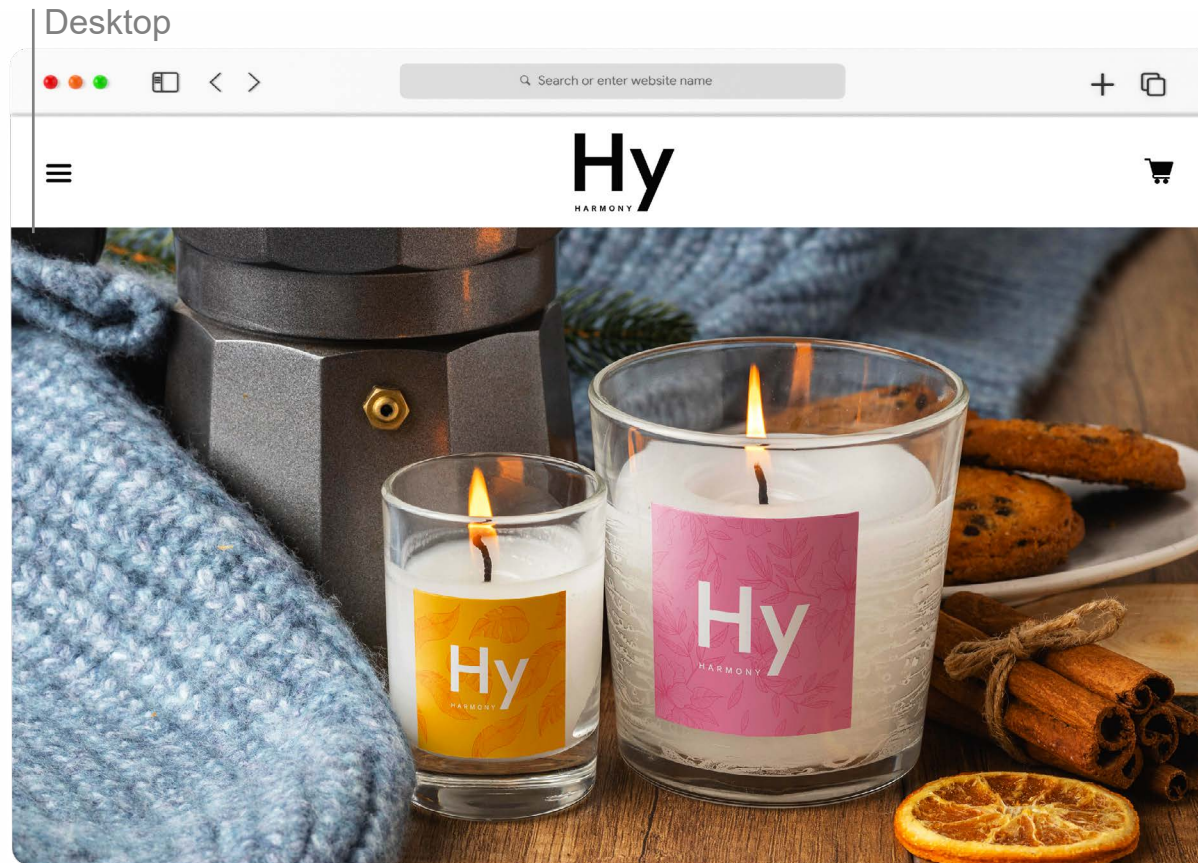 Desktop
Search or enter website name
Hy
HARMONY
Hy
HARMONY
Hy
HARMONY